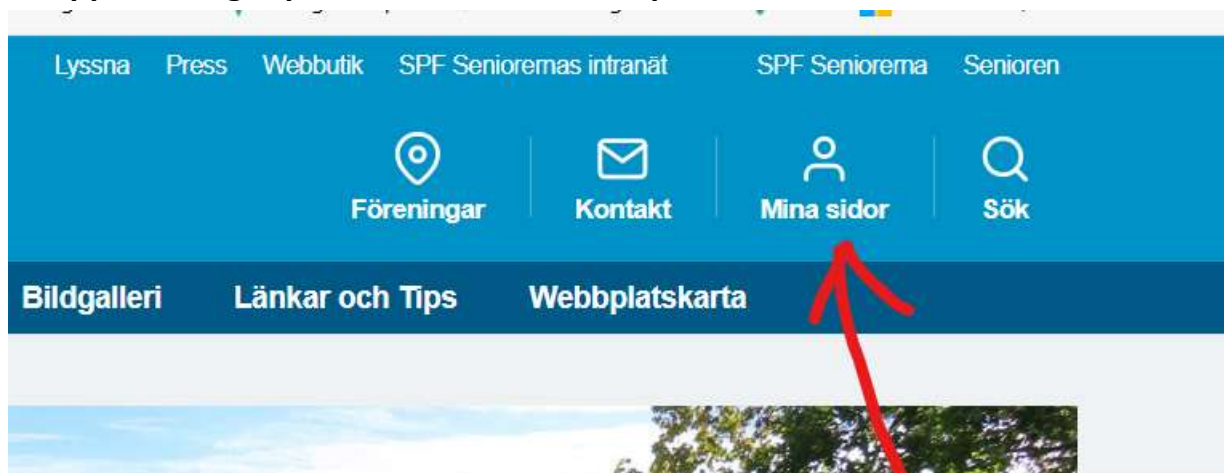 Lyssna Press Webbutik SPF Seniorernas intranät SPF Seniorerna Senioren
Föreningar Kontakt Mina sidor Sök
Bildgalleri Länkar och Tips Webbplatskarta